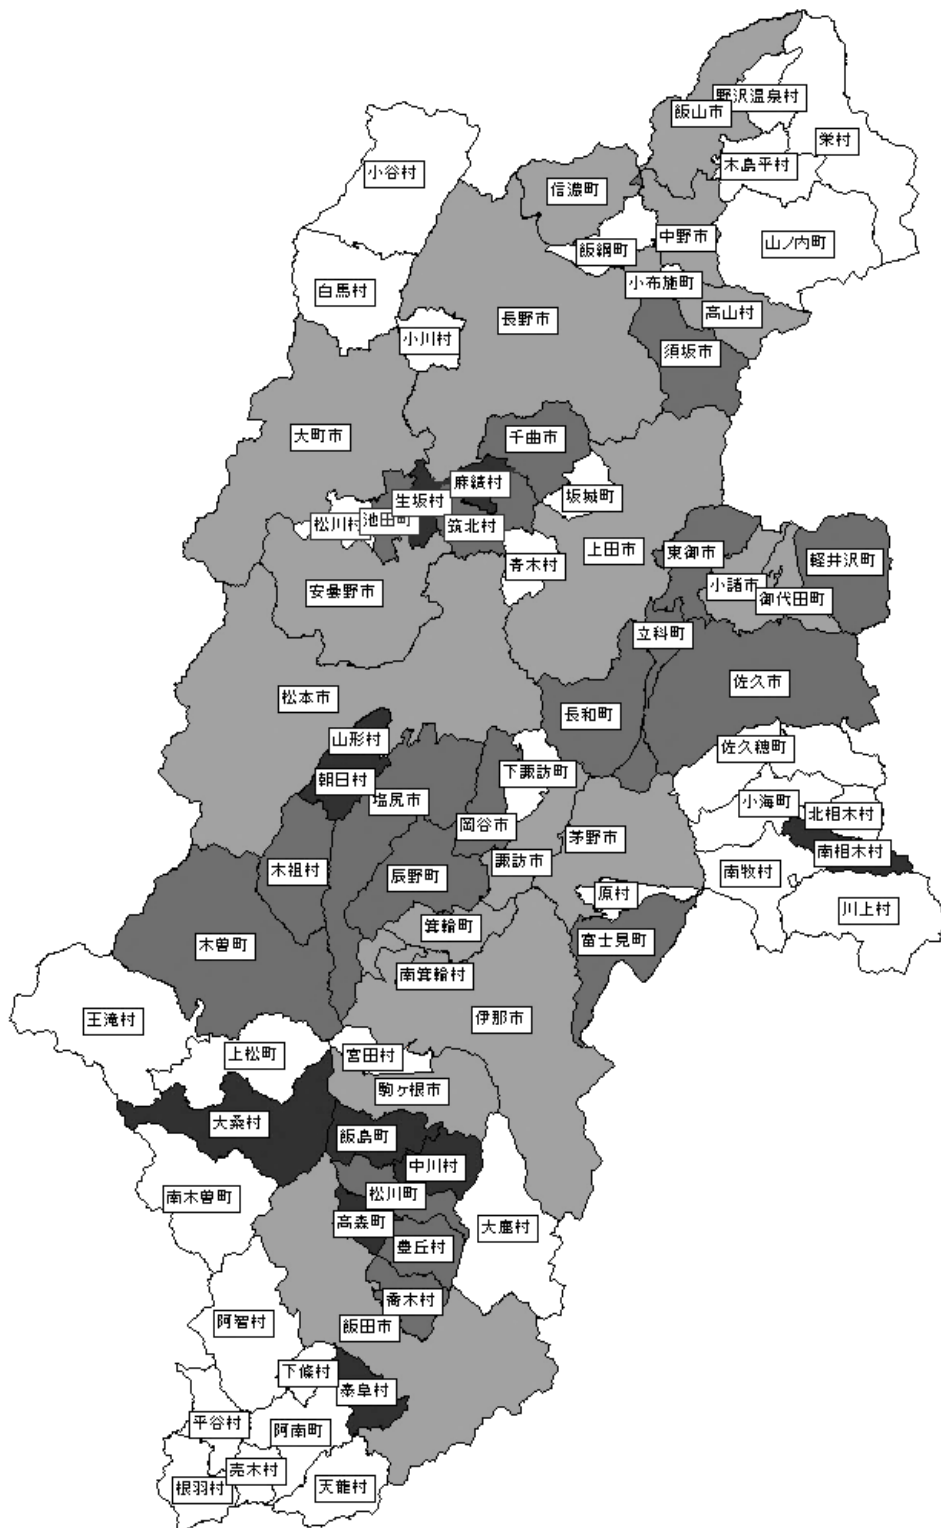 野沢温泉村
飯山市
栄村
木島平村
小谷村
信濃町
中野市
山ノ内町
飯綱町
小布施町
白馬村
高山村
長野市
小川村
須坂市
大町市
千曲市
麻績村
坂城町
生坂村
松川村
池田町
筑北村
上田市
東御市
軽井沢町
青木村
小諸市
安曇野市
御代田町
立科町
佐久市
松本市
長和町
山形村
佐久穂町
朝日村
下諏訪町
塩尻市
小海町
北相木村
岡谷市
茅野市
南相木村
木祖村
辰野町
諏訪市
南牧村
原村
川上村
箕輪町
木曽町
富士見町
南箕輪村
王滝村
伊那市
上松町
宮田村
駒ヶ根市
大桑村
飯島町
中川村
南木曽町
松川町
高森町
大鹿村
豊丘村
喬木村
阿智村
飯田市
下條村
泰阜村
平谷村
阿南町
売木村
根羽村
天龍村